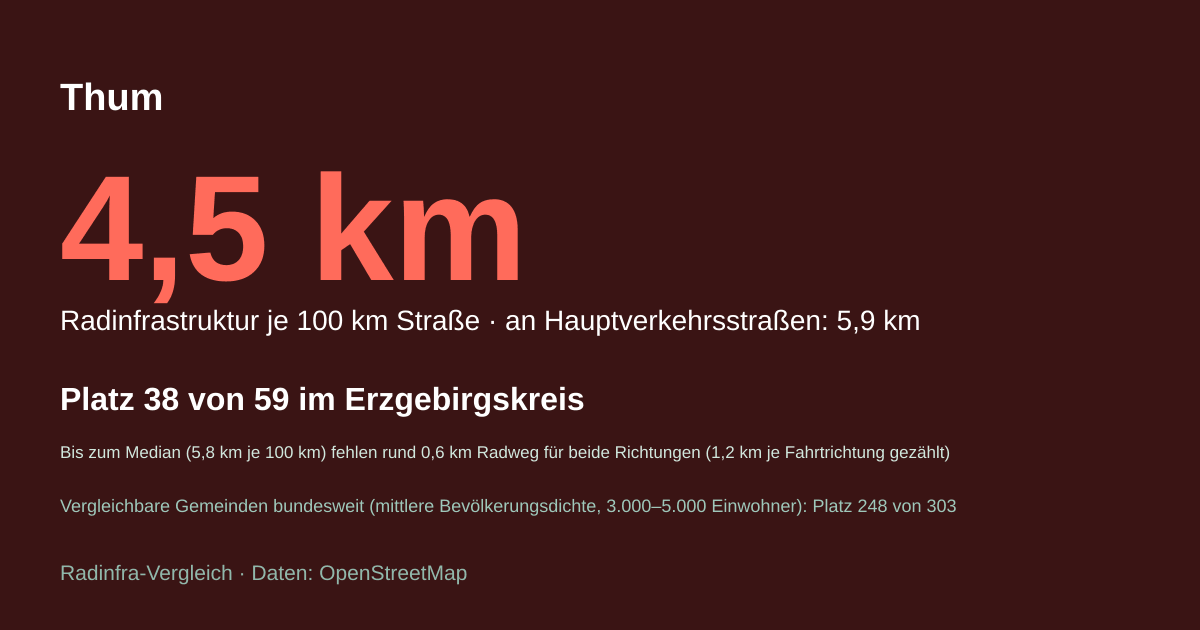 Thum
4,5 km
Radinfrastruktur je 100 km Straße · an Hauptverkehrsstraßen: 5,9 km
Platz 38 von 59 im Erzgebirgskreis
Bis zum Median (5,8 km je 100 km) fehlen rund 0,6 km Radweg für beide Richtungen (1,2 km je Fahrtrichtung gezählt)
Vergleichbare Gemeinden bundesweit (mittlere Bevölkerungsdichte, 3.000–5.000 Einwohner): Platz 248 von 303
Radinfra-Vergleich · Daten: OpenStreetMap